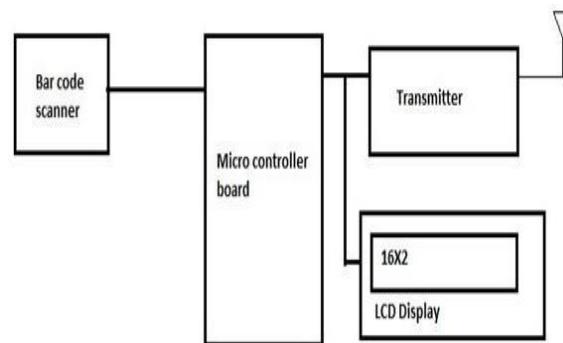 Bar code
scanner
Micro controller
board
Transmitter
16X2
LCD Display